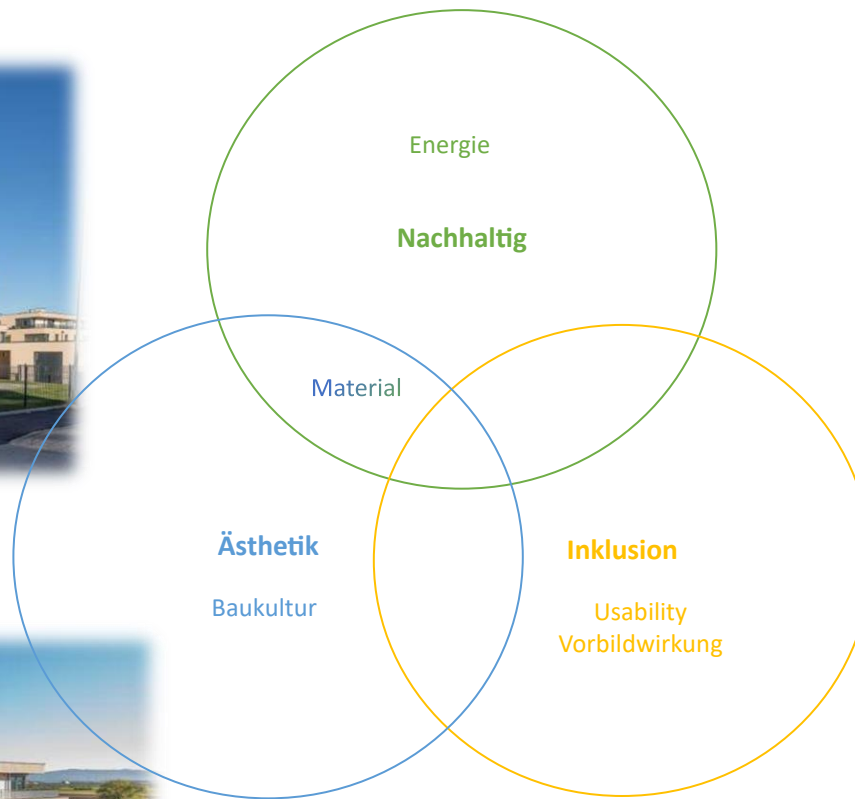 Energie
Nachhaltig
Material
Ästhetik
Baukultur
Inklusion
Usability
Vorbildwirkung